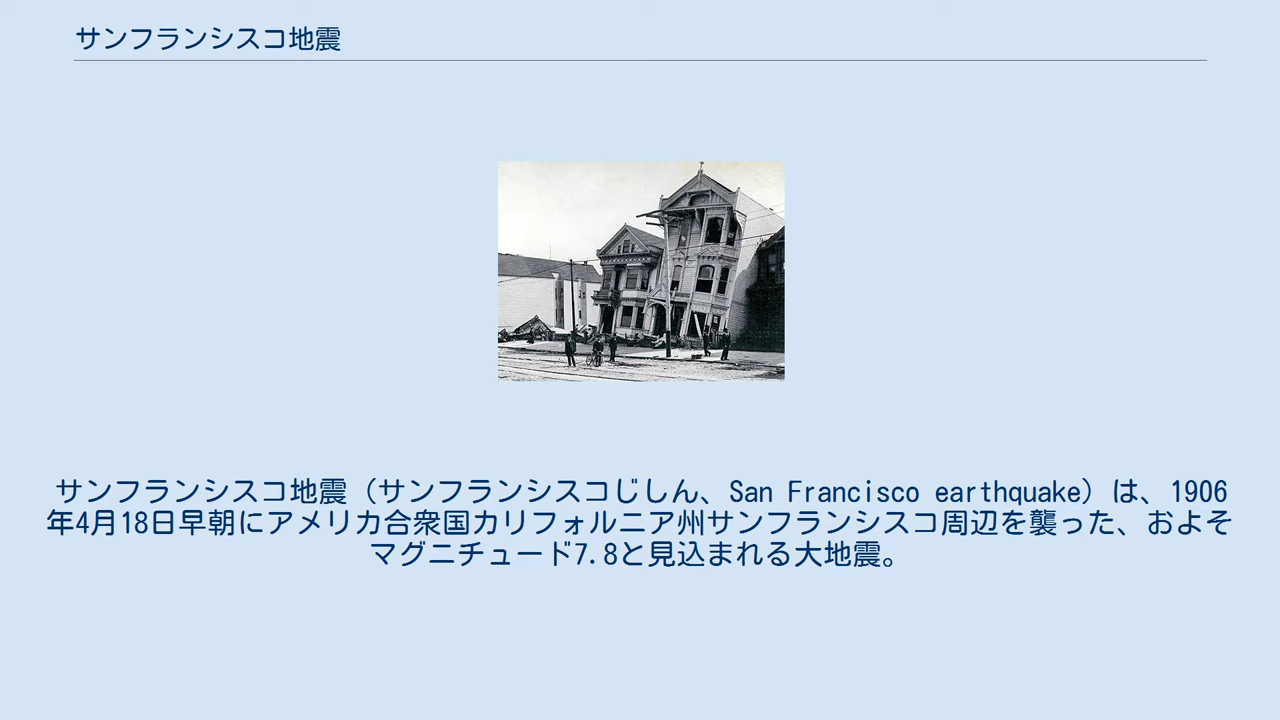 サンフランシスコ地震
サンフランシスコ地震（サンフランシスコじしん、San Francisco earthquake）は、1906
年4月18日早朝にアメリカ合衆国カリフォルニア州サンフランシスコ周辺を襲った、およそ
マグニチュード7.8と見込まれる大地震。